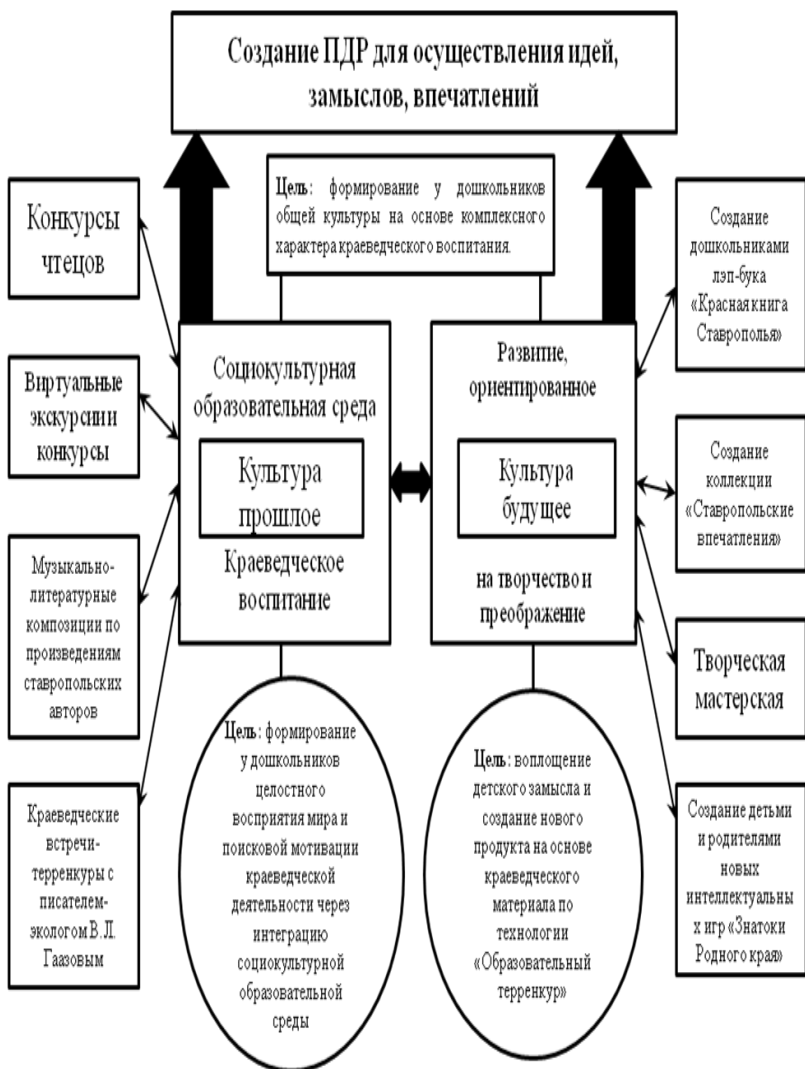 Создание ПДР для осуществления идей,
замыслов, впечатлений
Цель: формирование у дошкольников
общей культуры на основе комплексного
характера краеведческого воспитания.
Конкурсы
чтецов
Виртуальные
экскурсии и
конкурсы
Музыкально-
литературные
композиции по
произведениям
ставропольских
авторов
Краеведческие
встречи-
терренкуры с
писателем-
экологом В.Л.
Гаазовым
Социокультурная
образовательная среда
Культура
прошлое
Краеведческое
воспитание
Развитие,
ориентированное
Культура
будущее
на творчество и
преображение
Создание
дошкольниками
лэп-бука
«Красная книга
Ставрополья»
Создание
коллекции
«Ставропольские
впечатления»
Творческая
мастерская
Создание детьми
и родителями
новых
интеллектуальны
х игр «Знатоки
Родного края»
Цель: формирование
у дошкольников
целостного
восприятия мира и
поисковой мотивации
краеведческой
деятельности через
интеграцию
социокультурной
образовательной
среды
Цель: воплощение
детского замысла и
создание нового
продукта на основе
краеведческого
материала по
технологии
«Образовательный
терренкур»